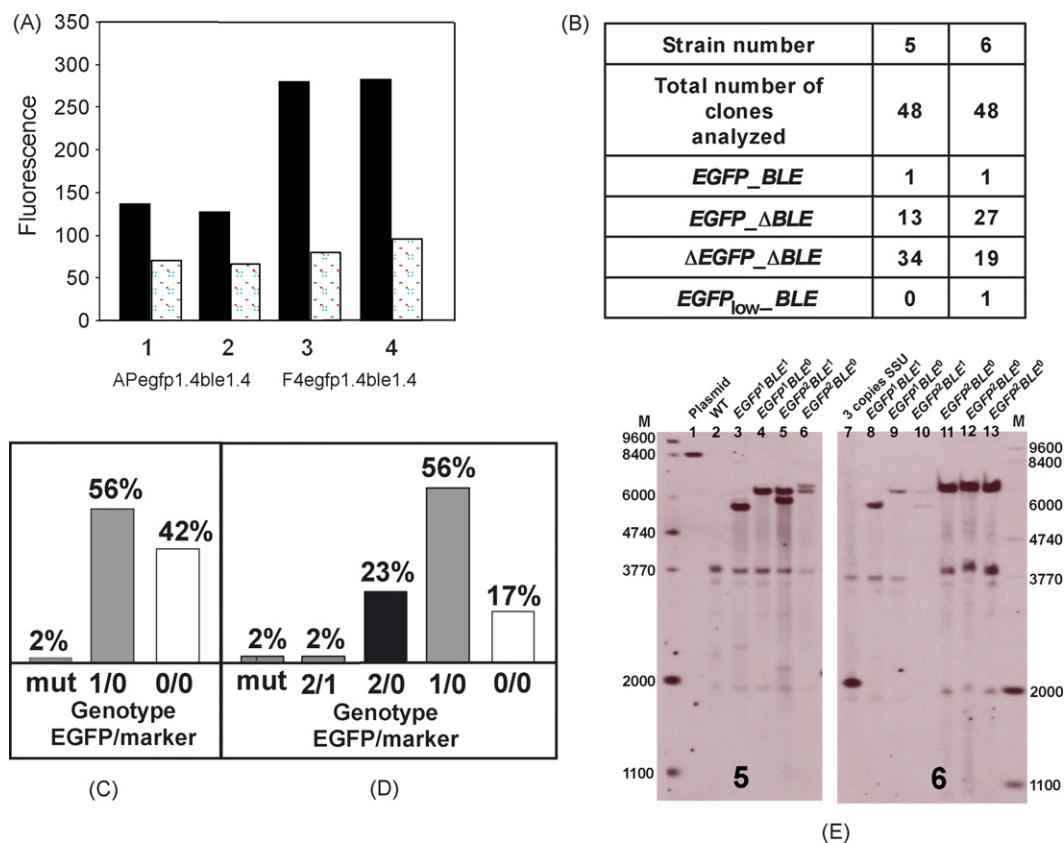 (A)
350
300
250
200
150
100
50
0
Fluorescence
1 2 3 4
APegfp1.4ble1.4 F4egfp1.4ble1.4
(B)
Strain number 5 6
Total number of
clones
analyzed 48 48
EGFP_BLE 1 1
EGFP_ΔBLE 13 27
ΔEGFP_ΔBLE 34 19
EGFPlow_BLE 0 1
2% 56% 42%
mut 1/0 0/0
Genotype
EGFP/marker
(C)
2% 2% 23% 56% 17%
mut 2/1 2/0 1/0 0/0
Genotype
EGFP/marker
(D)
M Plasmid WT EGFP¹BLE¹ EGFP¹BLE⁰ EGFP²BLE¹ EGFP²BLE⁰
1 2 3 4 5 6
9600
8400
6000
4740
3770
2000
1100
5
3 copies SSU EGFP¹BLE¹ EGFP¹BLE⁰ EGFP²BLE¹ EGFP²BLE⁰ EGFP²BLE⁰ EGFP²BLE⁰ M
7 8 9 10 11 12 13
9600
8400
6000
4740
3770
2000
1100
6
(E)